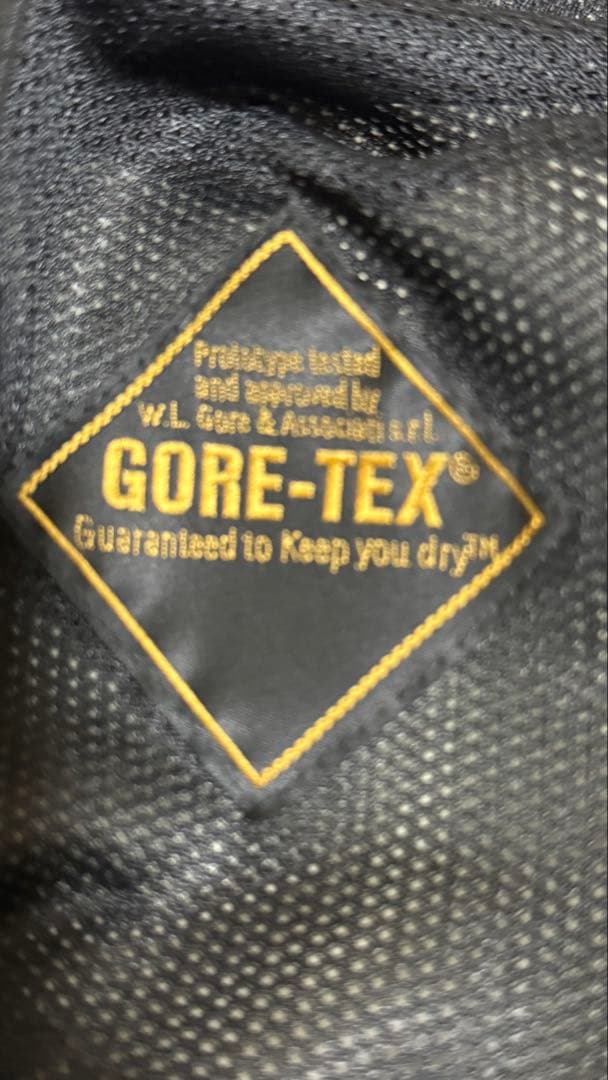 Prototype tested
and approved by
W.L. Gore & Associati s.r.l.
GORE-TEX®
Guaranteed to Keep you dry™